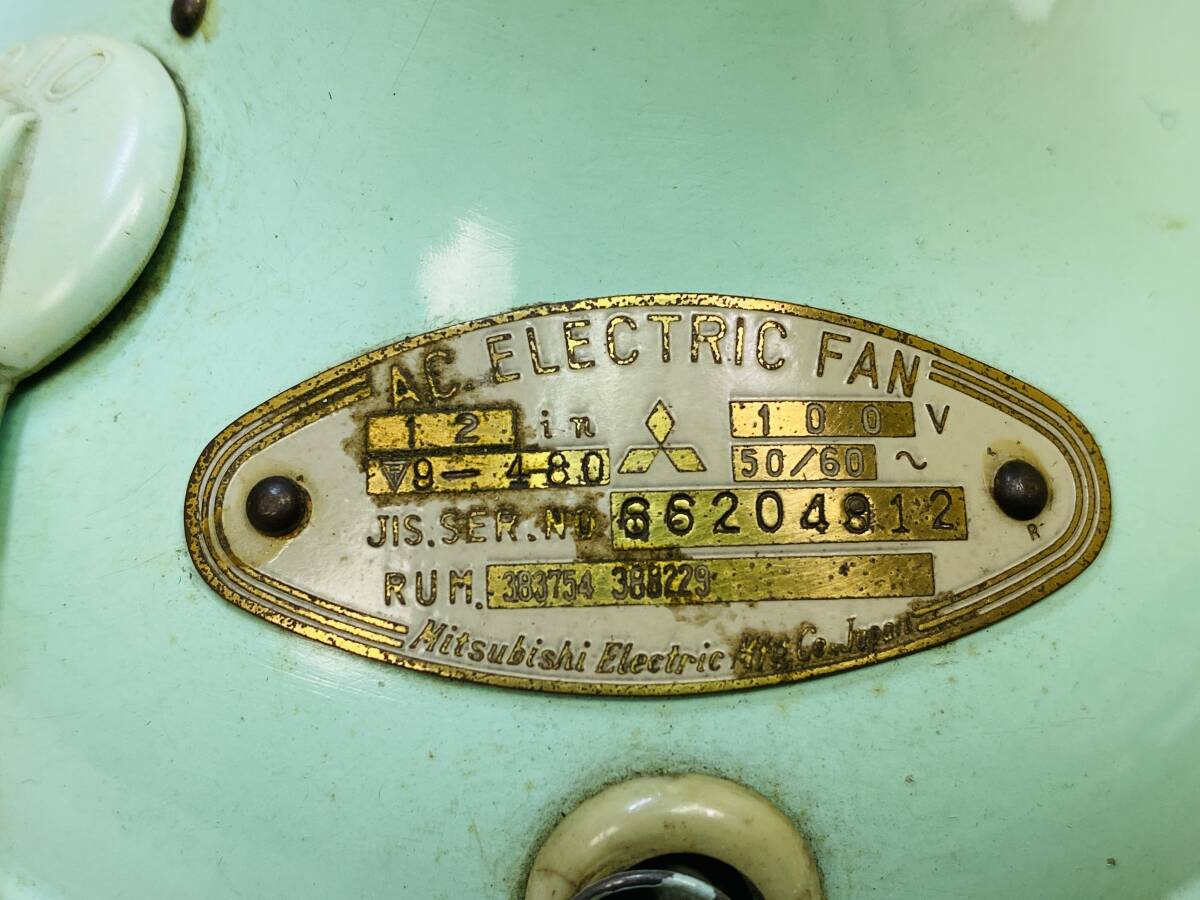 AC. ELECTRIC FAN
12 in 100 V
▽9-480 50/60 ~
JIS. SER. NO 66204812
RUM. 383754 388229
Mitsubishi Electric Mfg. Co., Japan
R